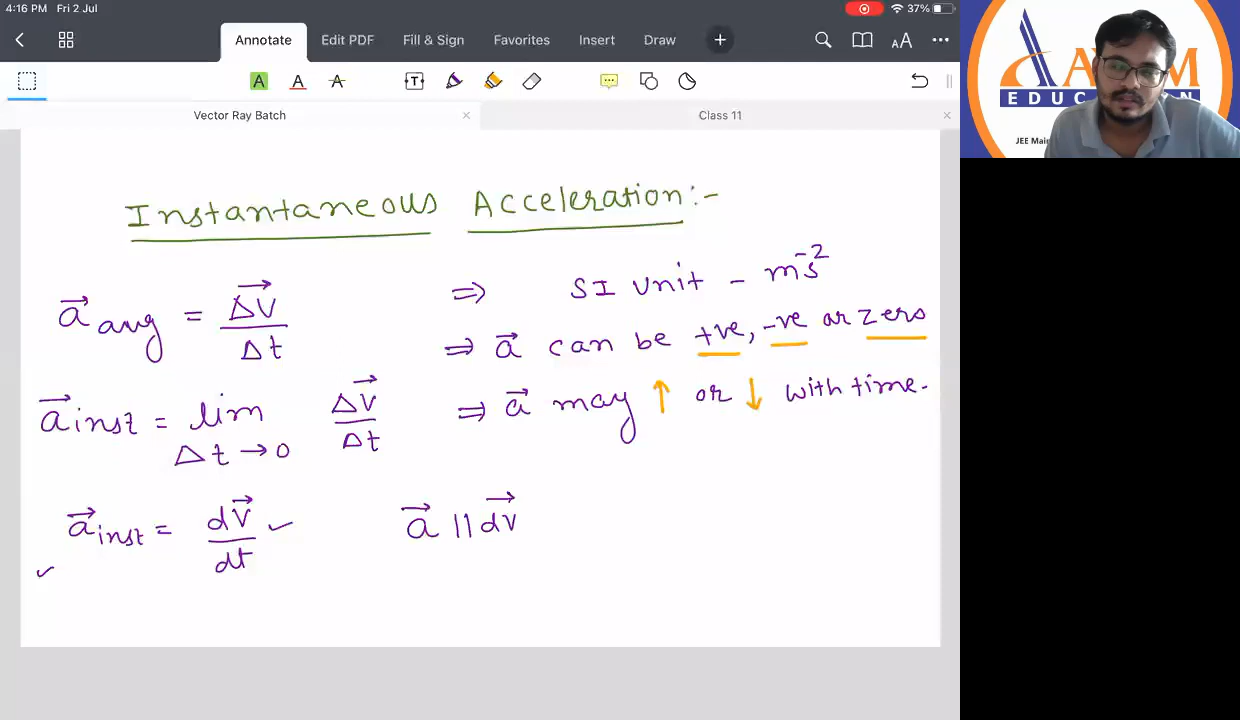 4:16 PM Fri 2 Jul
37%
Annotate Edit PDF Fill & Sign Favorites Insert Draw
Vector Ray Batch
Class 11
EDUCATION
JEE Mai
Instantaneous Acceleration:-
a⃗ avg = Δv⃗/Δt
⇒ SI unit - ms⁻²
⇒ a⃗ can be +ve, -ve or zero
a⃗ inst = lim Δt→0 Δv⃗/Δt
⇒ a⃗ may ↑ or ↓ with time.
a⃗ inst = dv⃗/dt ✓
a⃗ || dv⃗